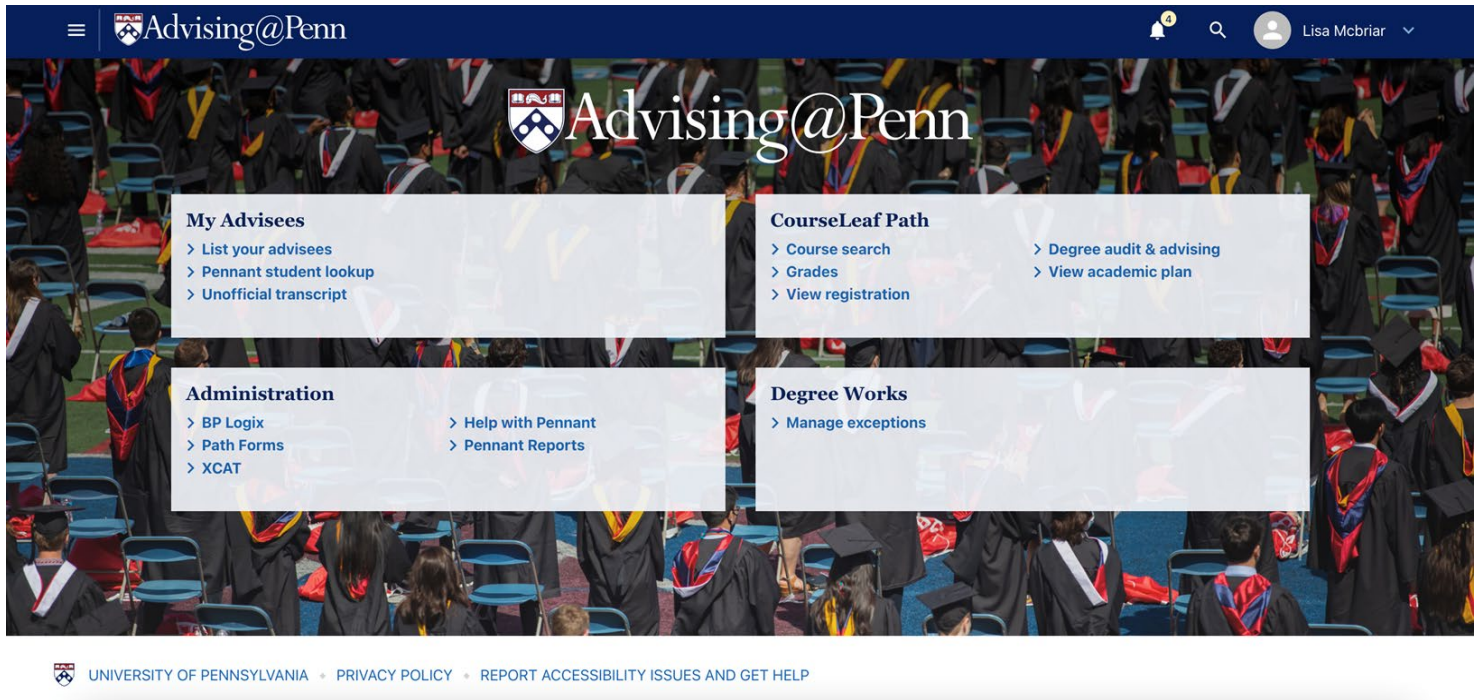 Advising@Penn
4
Lisa Mcbriar
Advising@Penn
My Advisees
List your advisees
Pennant student lookup
Unofficial transcript
CourseLeaf Path
Course search
Grades
View registration
Degree audit & advising
View academic plan
Administration
BP Logix
Path Forms
XCAT
Help with Pennant
Pennant Reports
Degree Works
Manage exceptions
UNIVERSITY OF PENNSYLVANIA • PRIVACY POLICY • REPORT ACCESSIBILITY ISSUES AND GET HELP